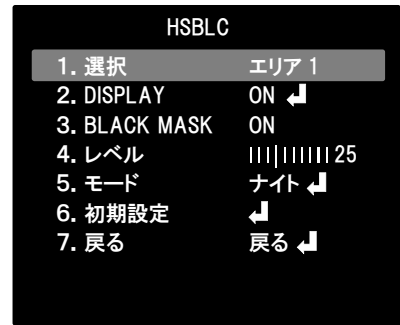 HSBLC
1. 選択 エリア 1
2. DISPLAY ON ↲
3. BLACK MASK ON
4. レベル |||||||||| 25
5. モード ナイト ↲
6. 初期設定 ↲
7. 戻る 戻る ↲